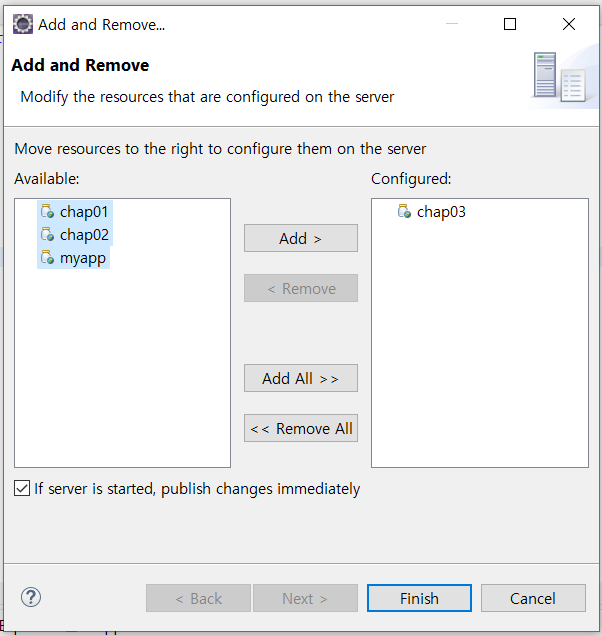 Add and Remove...
Add and Remove
Modify the resources that are configured on the server
Move resources to the right to configure them on the server
Available:
Configured:
chap01
chap02
myapp
chap03
Add >
< Remove
Add All >>
<< Remove All
If server is started, publish changes immediately
?
< Back
Next >
Finish
Cancel